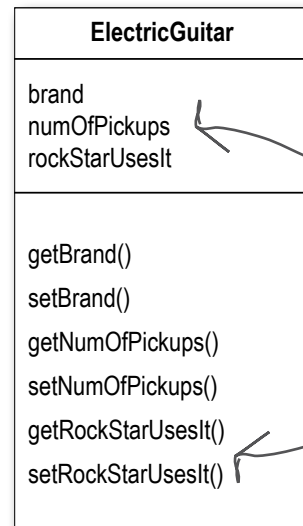 ElectricGuitar
brand
numOfPickups
rockStarUsesIt
getBrand()
setBrand()
getNumOfPickups()
setNumOfPickups()
getRockStarUsesIt()
setRockStarUsesIt()